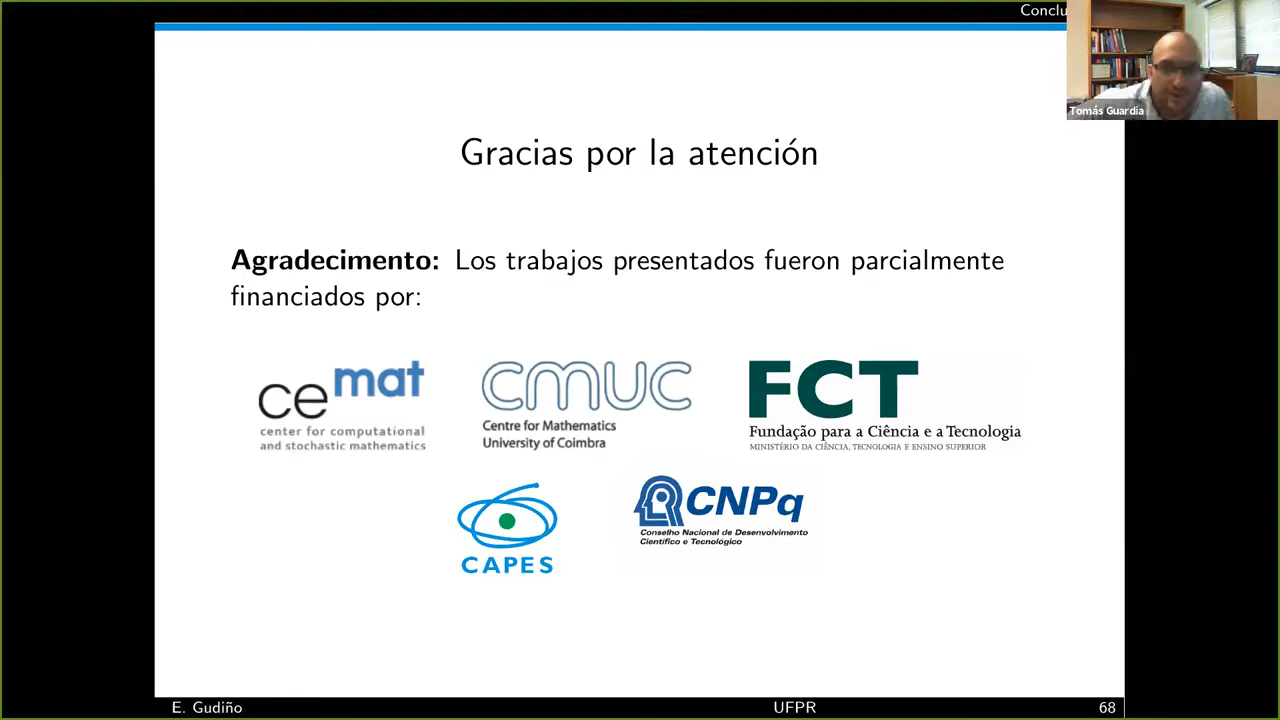 Conclu
Tomás Guardia
Gracias por la atención
Agradecimento: Los trabajos presentados fueron parcialmente
financiados por:
cemat
center for computational
and stochastic mathematics
cmuc
Centre for Mathematics
University of Coimbra
FCT
Fundação para a Ciência e a Tecnologia
MINISTÉRIO DA CIÊNCIA, TECNOLOGIA E ENSINO SUPERIOR
CAPES
CNPq
Conselho Nacional de Desenvolvimento
Científico e Tecnológico
E. Gudiño UFPR 68